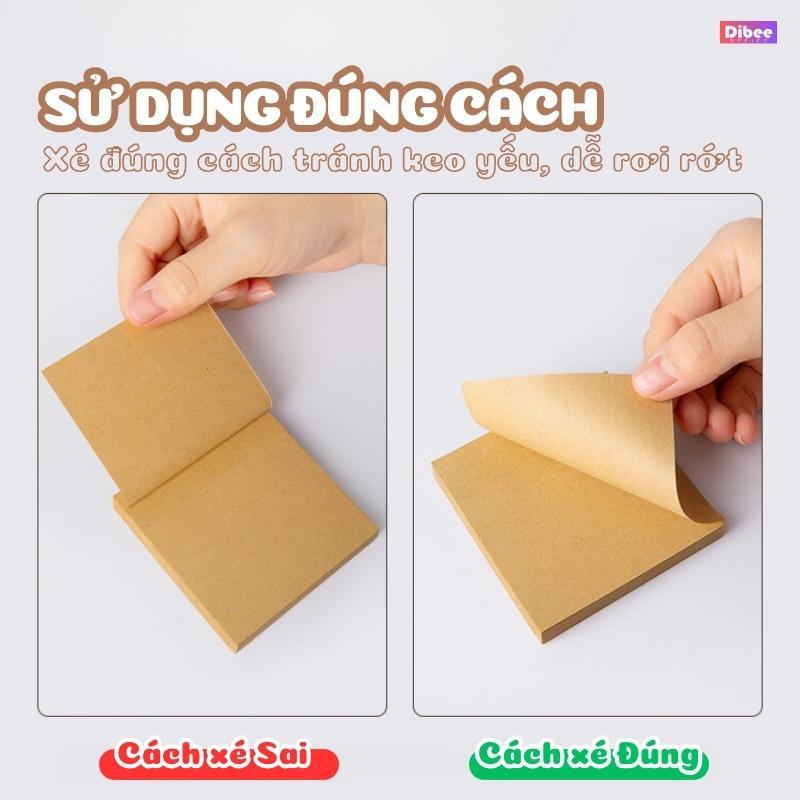 Dibee
OFFICE
SỬ DỤNG ĐÚNG CÁCH
Xé đúng cách tránh keo yếu, dễ rơi rớt
Cách xé Sai
Cách xé Đúng